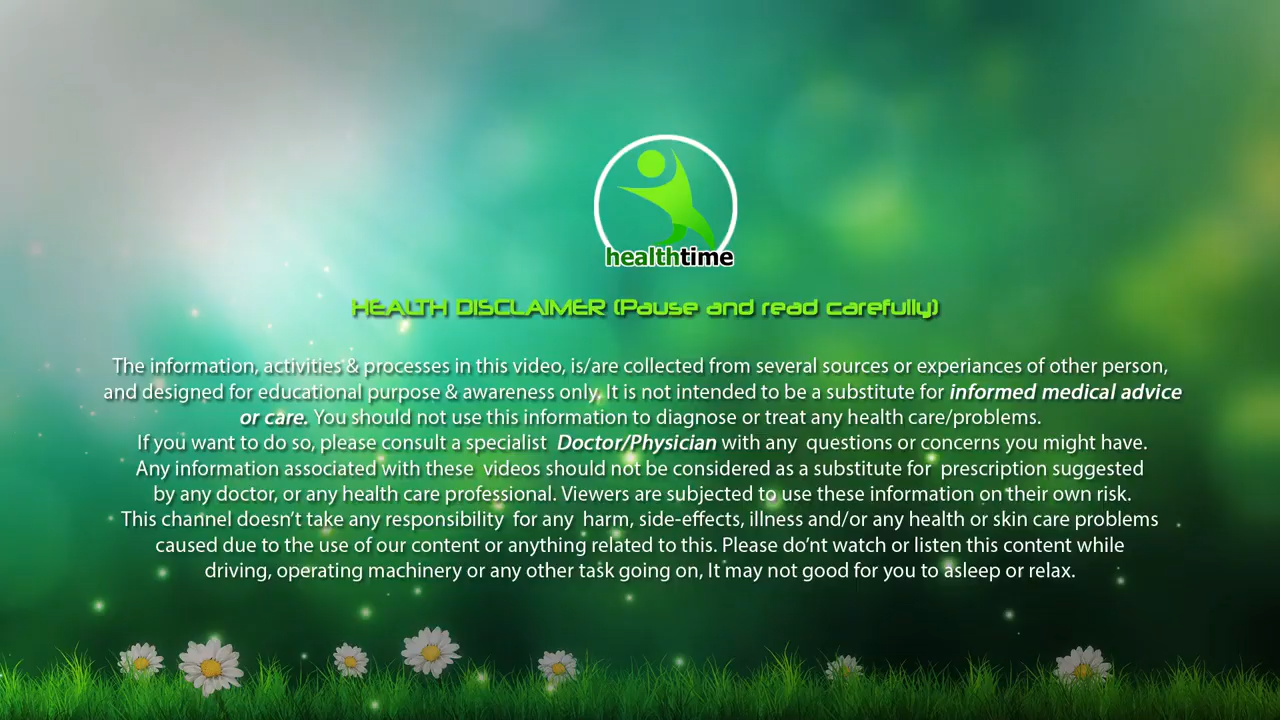 healthtime
HEALTH DISCLAIMER (Pause and read carefully)
The information, activities & processes in this video, is/are collected from several sources or experiances of other person,
and designed for educational purpose & awareness only. It is not intended to be a substitute for informed medical advice
or care. You should not use this information to diagnose or treat any health care/problems.
If you want to do so, please consult a specialist Doctor/Physician with any questions or concerns you might have.
Any information associated with these videos should not be considered as a substitute for prescription suggested
by any doctor, or any health care professional. Viewers are subjected to use these information on their own risk.
This channel doesn't take any responsibility for any harm, side-effects, illness and/or any health or skin care problems
caused due to the use of our content or anything related to this. Please do'nt watch or listen this content while
driving, operating machinery or any other task going on, It may not good for you to asleep or relax.